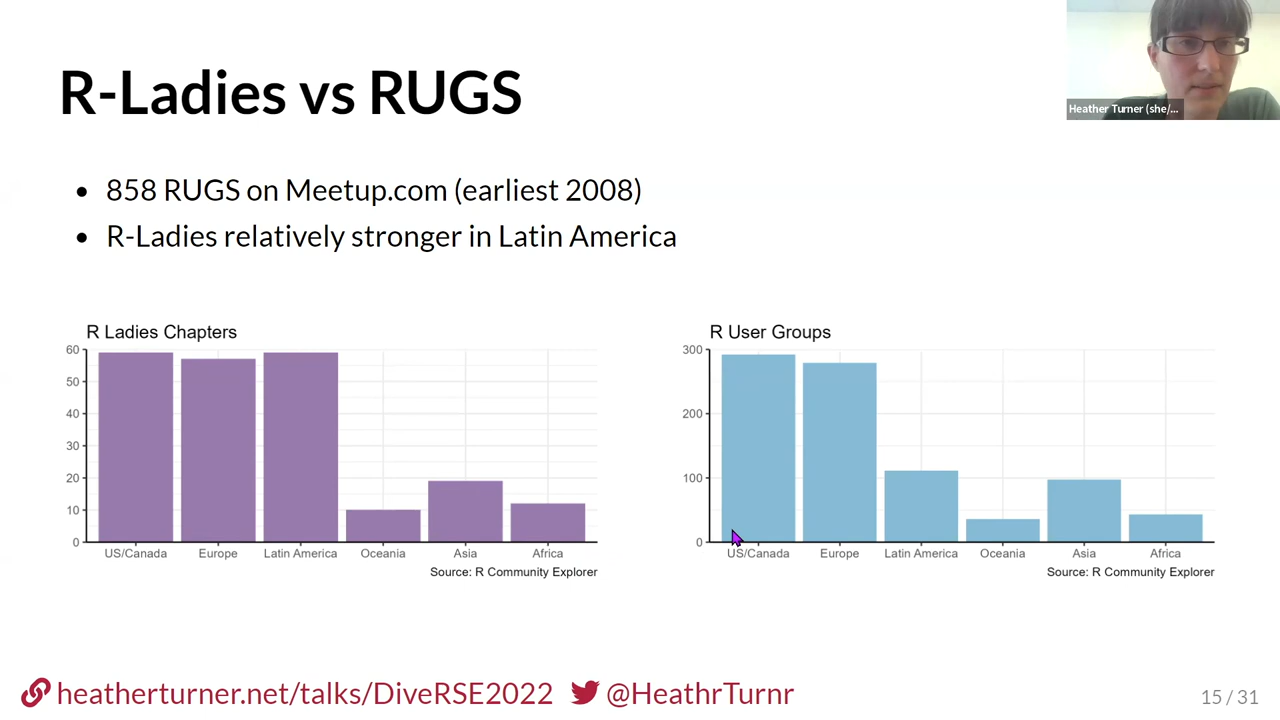 R-Ladies vs RUGS
Heather Turner (she/...
858 RUGS on Meetup.com (earliest 2008)
R-Ladies relatively stronger in Latin America
R Ladies Chapters
60
50
40
30
20
10
0
US/Canada Europe Latin America Oceania Asia Africa
Source: R Community Explorer
R User Groups
300
200
100
0
US/Canada Europe Latin America Oceania Asia Africa
Source: R Community Explorer
heatherturner.net/talks/DiveRSE2022 @HeathrTurnr
15 / 31